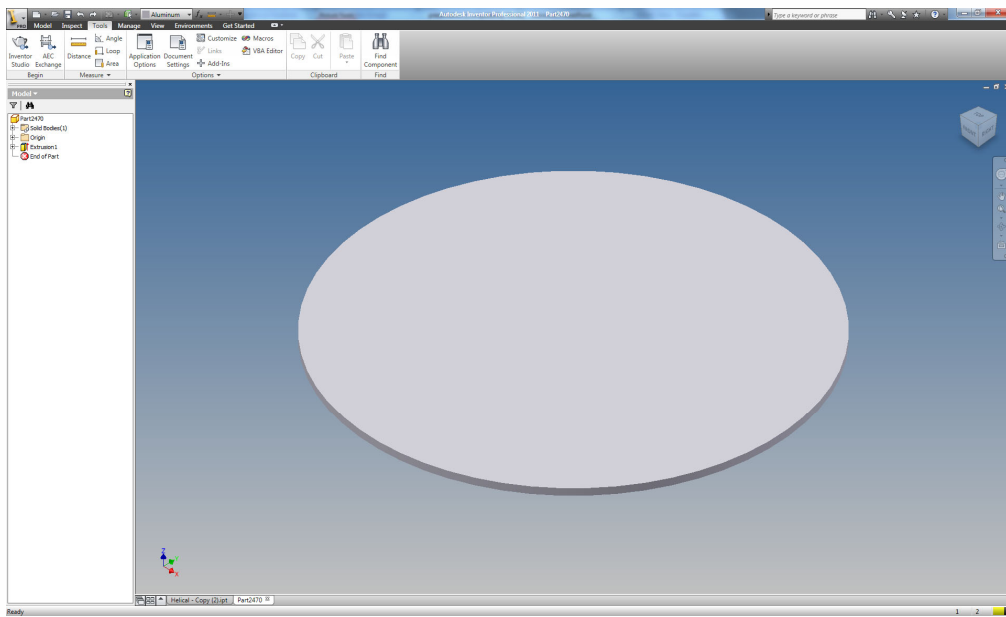 Aluminum
Autodesk Inventor Professional 2011 Part2470
Type a keyword or phrase
PRO Model Inspect Tools Manage View Environments Get Started
Inventor Studio
AEC Exchange
Distance
Angle
Loop
Area
Application Options
Document Settings
Customize
Links
Add-Ins
Macros
VBA Editor
Copy
Cut
Paste
Find Component
Begin
Measure
Options
Clipboard
Find
Model
Part2470
Solid Bodies(1)
Origin
Extrusion1
End of Part
Z
Y
X
Helical - Copy (2).ipt
Part2470
Ready
1 2